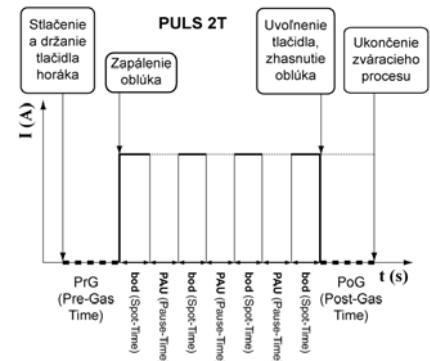 PULS 2T
Stlačenie
a držanie
tlačidla
horáka
Zapálenie
oblúka
Uvoľnenie
tlačidla,
zhasnutie
oblúka
Ukončenie
zváracieho
procesu
I (A)
t (s)
PrG
(Pre-Gas
Time)
bod (Spot-Time)
PAU (Pause-Time
bod (Spot-Time)
PAU (Pause-Time
bod (Spot-Time)
PAU (Pause-Time
bod (Spot-Time)
PoG
(Post-Gas
Time)